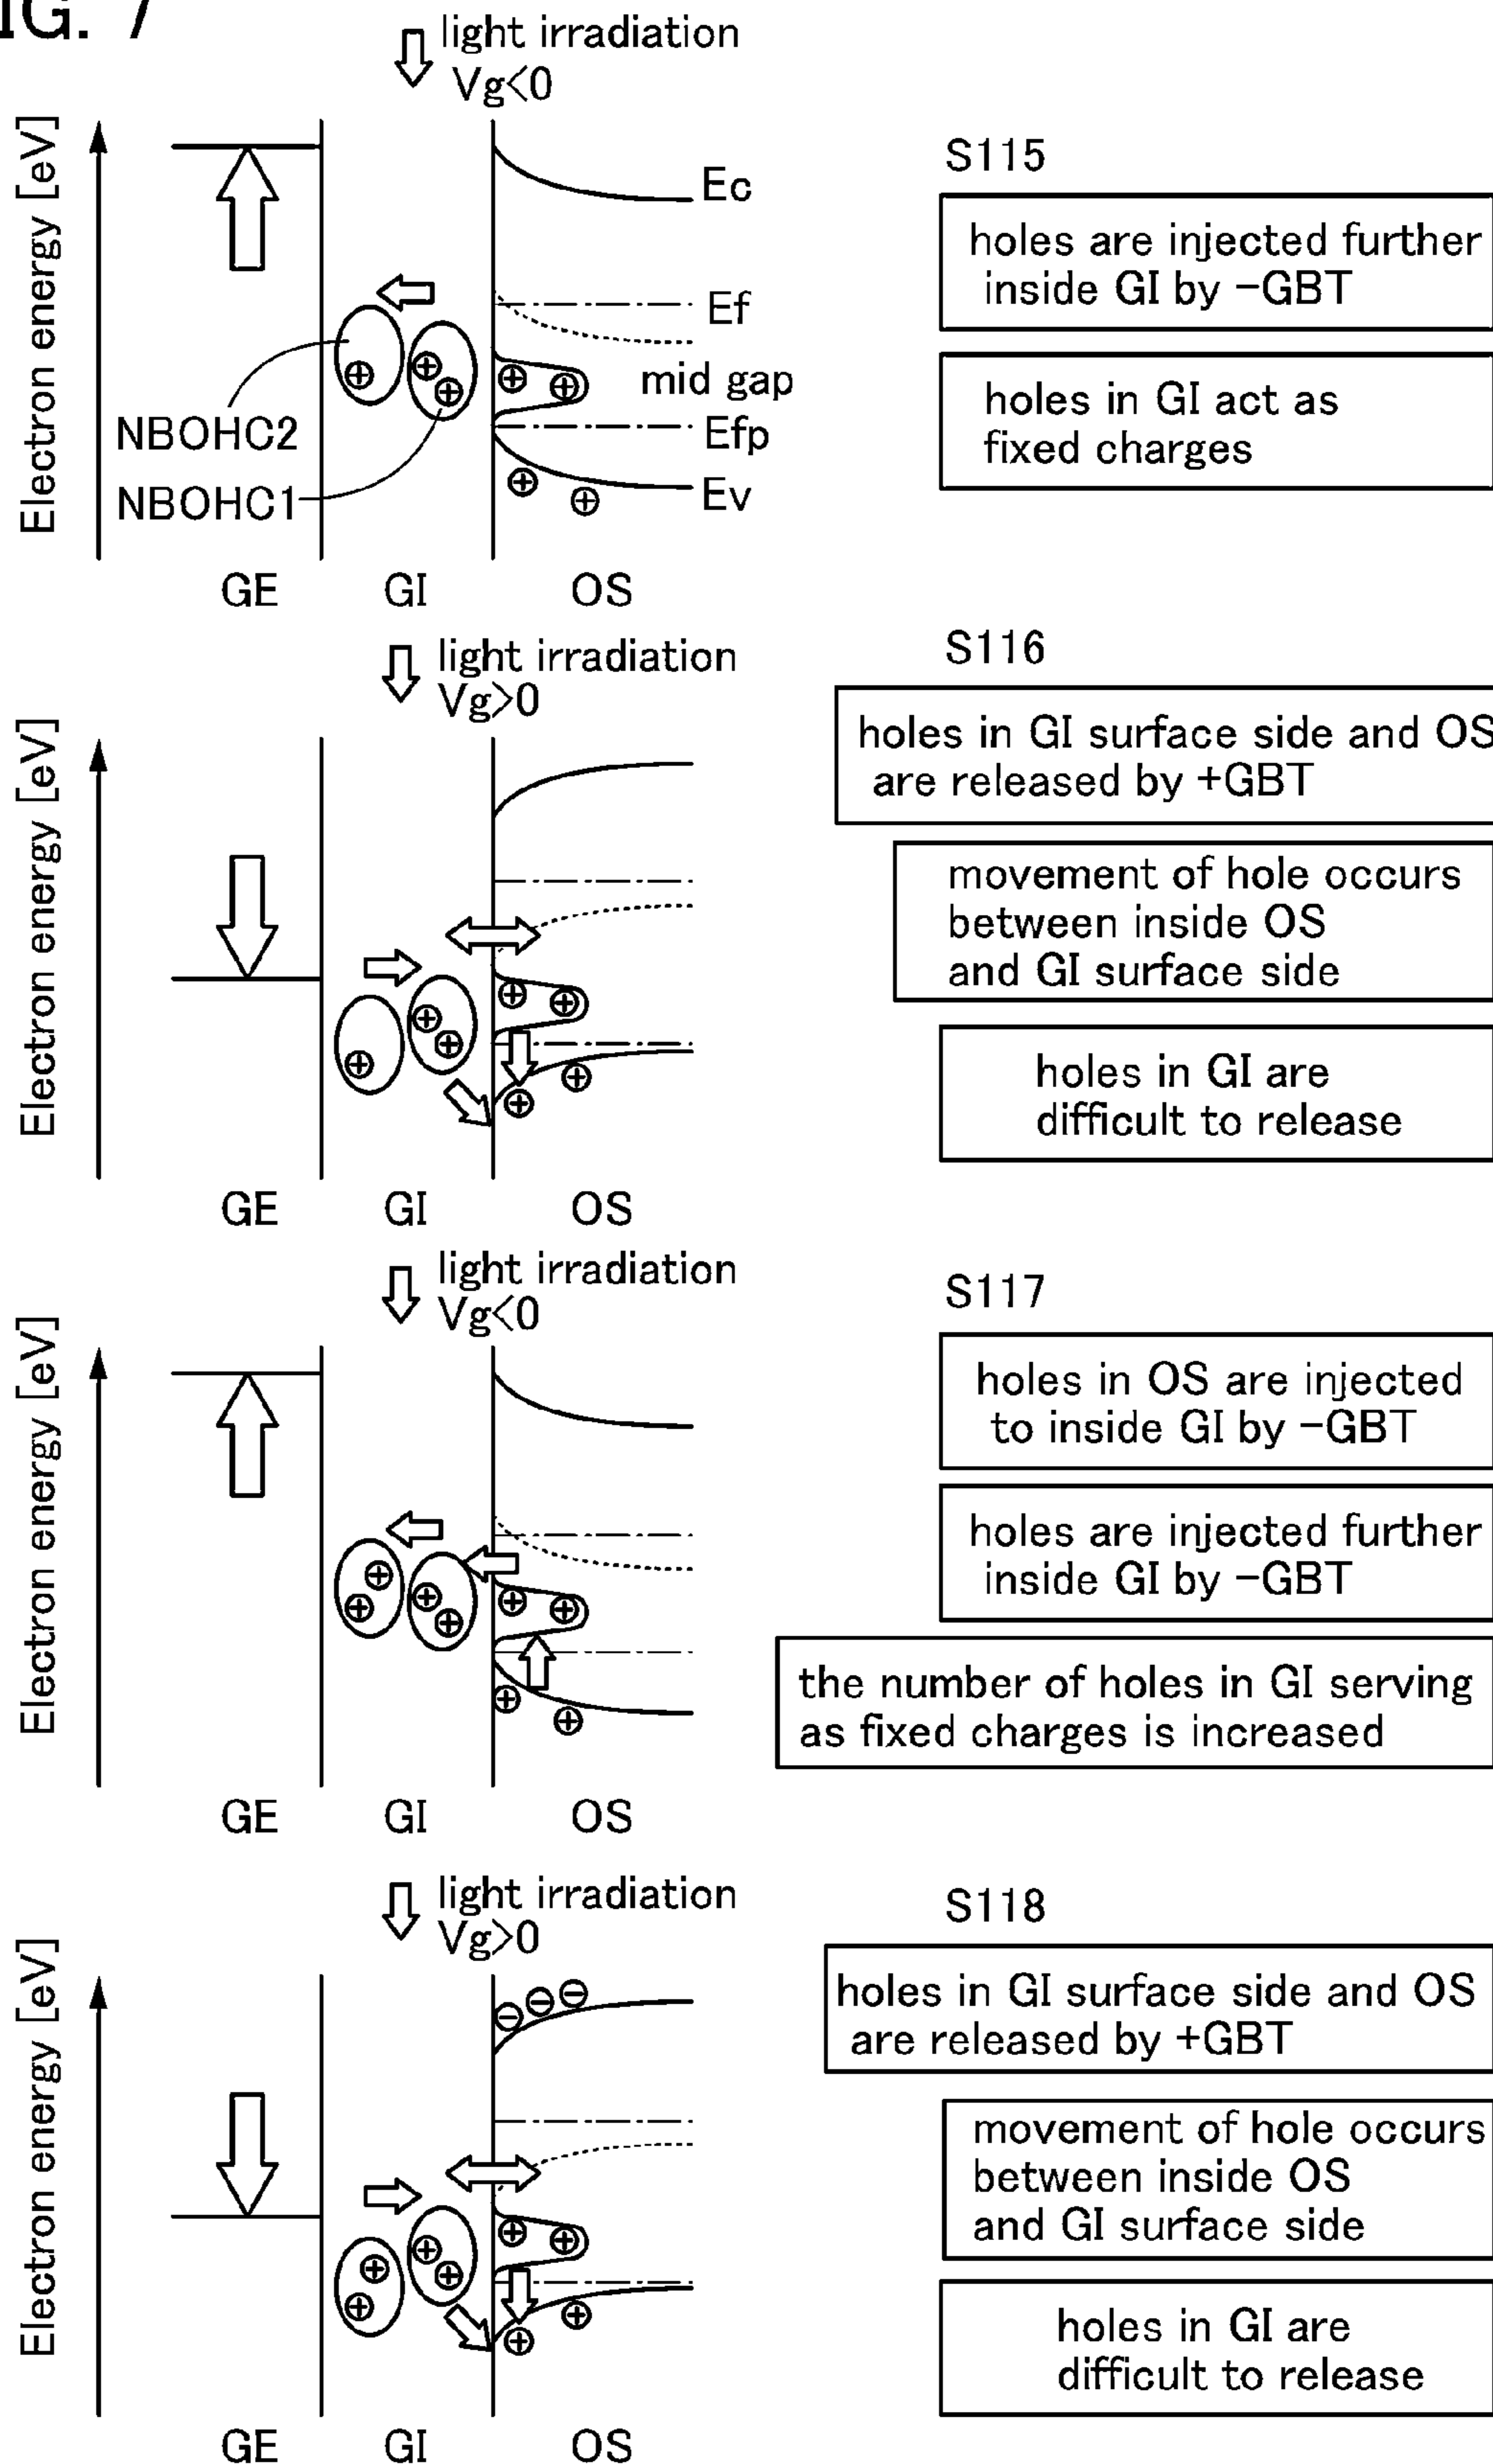 IG. 7
light irradiation
Vg<0
Electron energy [eV]
Ec
Ef
mid gap
Efp
Ev
NBOHC2
NBOHC1
GE GI OS
S115
holes are injected further
inside GI by -GBT
holes in GI act as
fixed charges
light irradiation
Vg>0
Electron energy [eV]
GE GI OS
S116
holes in GI surface side and OS
are released by +GBT
movement of hole occurs
between inside OS
and GI surface side
holes in GI are
difficult to release
light irradiation
Vg<0
Electron energy [eV]
GE GI OS
S117
holes in OS are injected
to inside GI by -GBT
holes are injected further
inside GI by -GBT
the number of holes in GI serving
as fixed charges is increased
light irradiation
Vg>0
Electron energy [eV]
GE GI OS
S118
holes in GI surface side and OS
are released by +GBT
movement of hole occurs
between inside OS
and GI surface side
holes in GI are
difficult to release